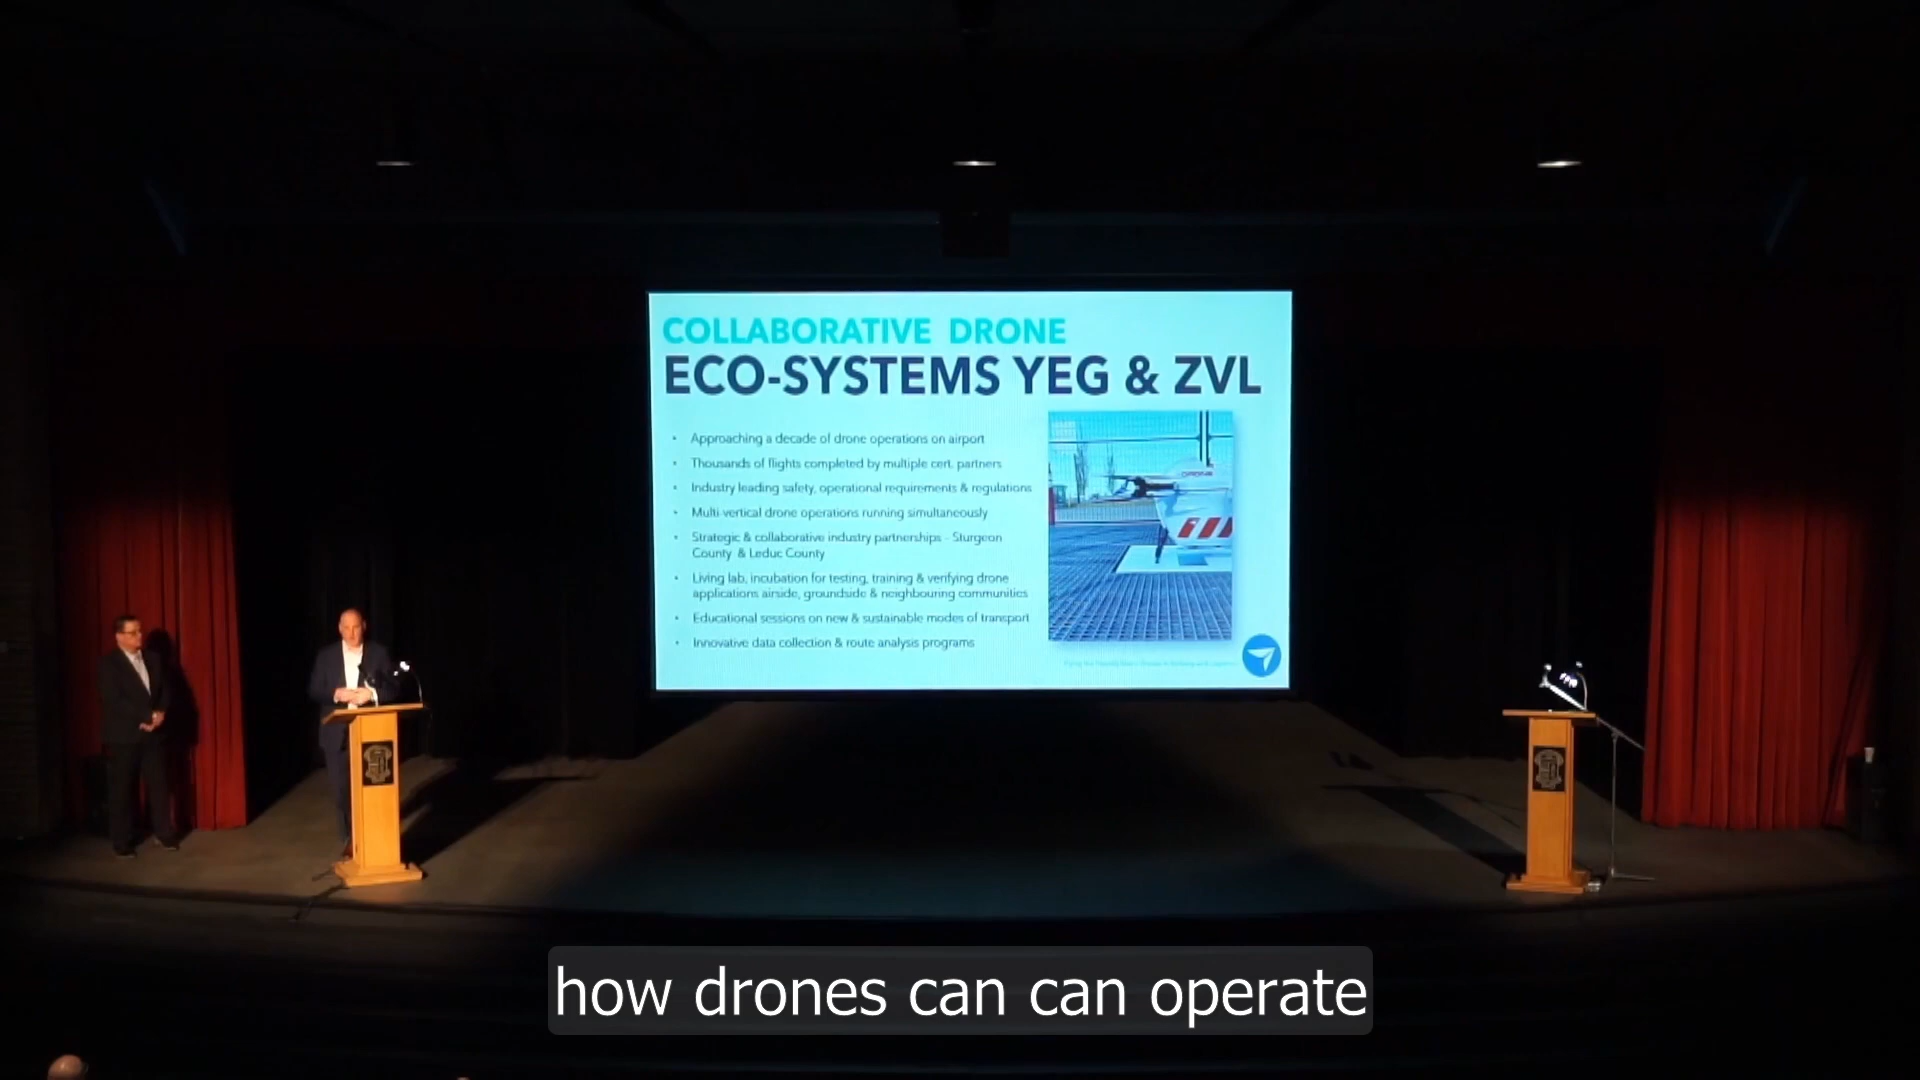 COLLABORATIVE DRONE
ECO-SYSTEMS YEG & ZVL
• Approaching a decade of drone operations on airport
• Thousands of flights completed by multiple cert. partners
• Industry leading safety, operational requirements & regulations
• Multi-vertical drone operations running simultaneously
• Strategic & collaborative industry partnerships - Sturgeon
County & Leduc County
• Living lab, incubation for testing, training & verifying drone
applications airside, groundside & neighbouring communities
• Educational sessions on new & sustainable modes of transport
• Innovative data collection & route analysis programs
how drones can can operate